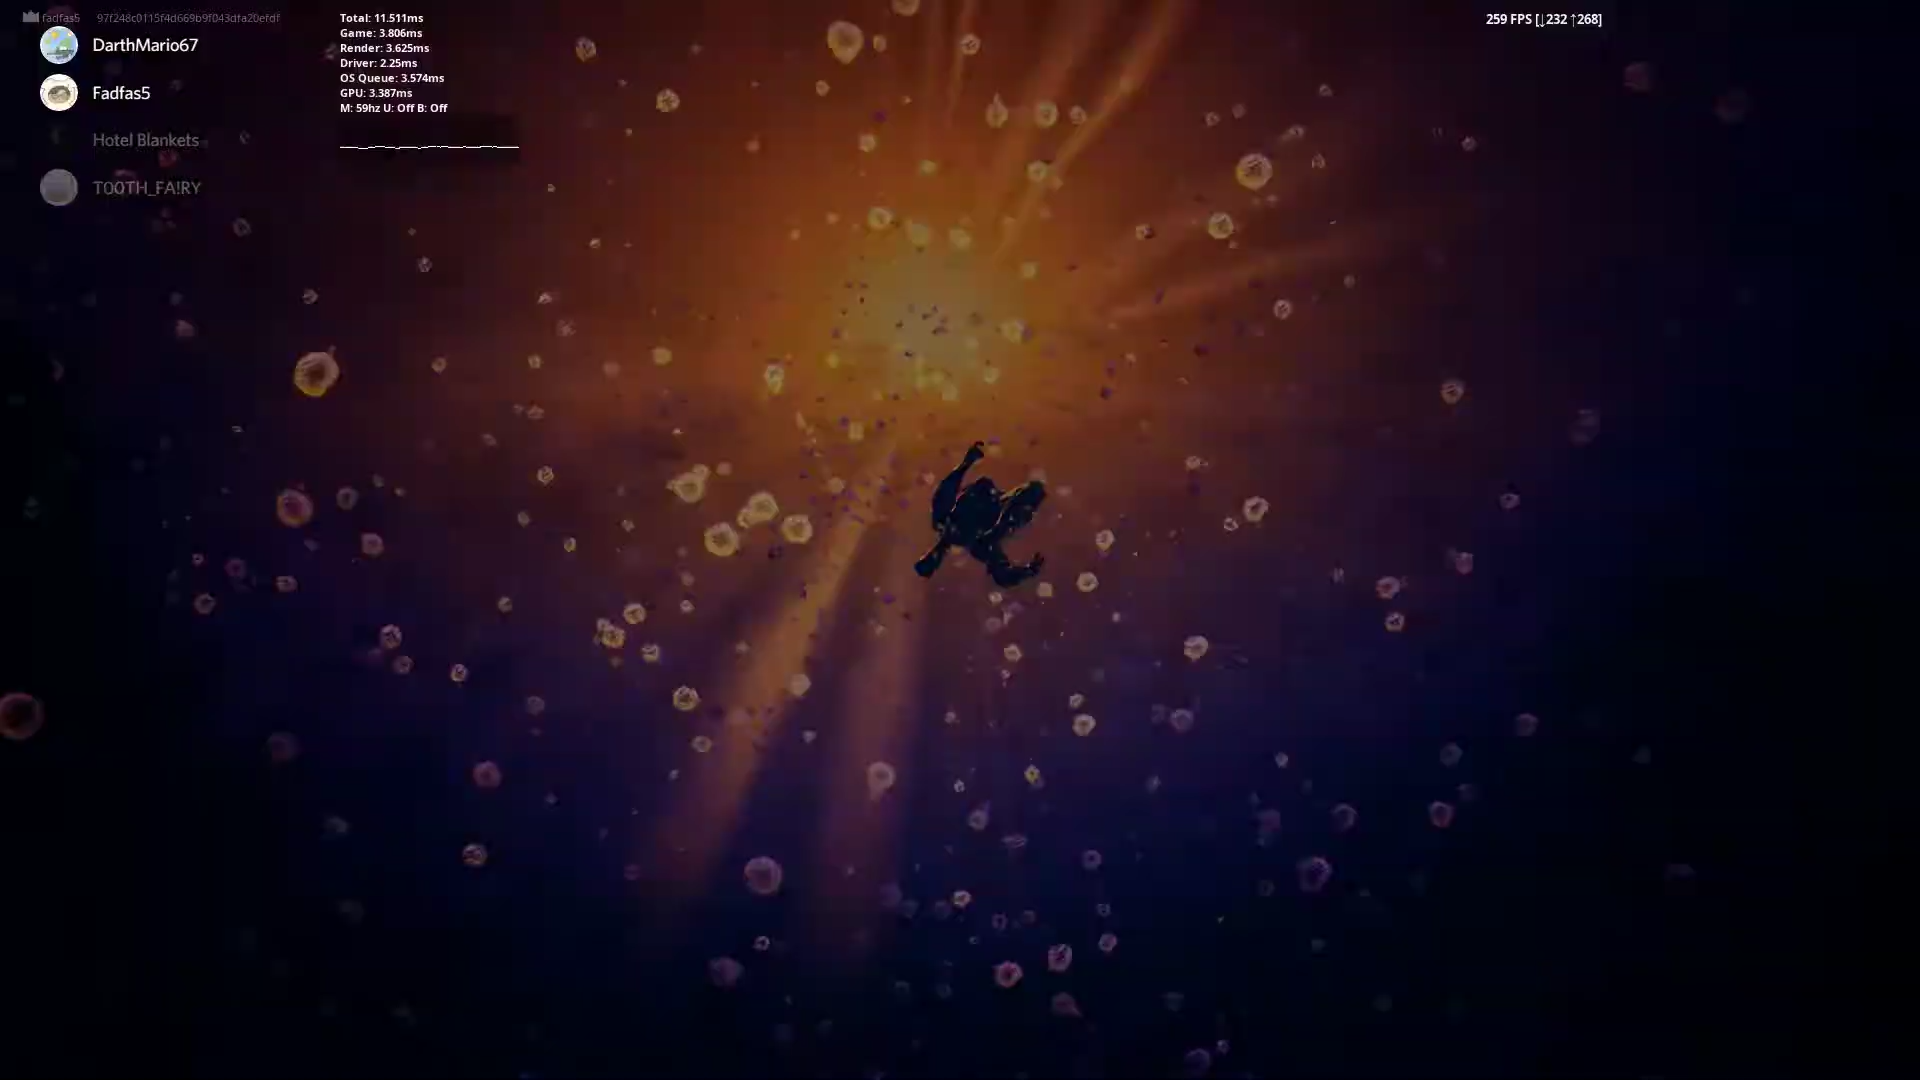 fadfas5 97f248c0115f4d669b9f043dfa20efdf
DarthMario67
Fadfas5
Hotel Blankets
TOOTH_FA!RY
Total: 11.511ms
Game: 3.806ms
Render: 3.625ms
Driver: 2.25ms
OS Queue: 3.574ms
GPU: 3.387ms
M: 59hz U: Off B: Off
259 FPS [↓232 ↑268]